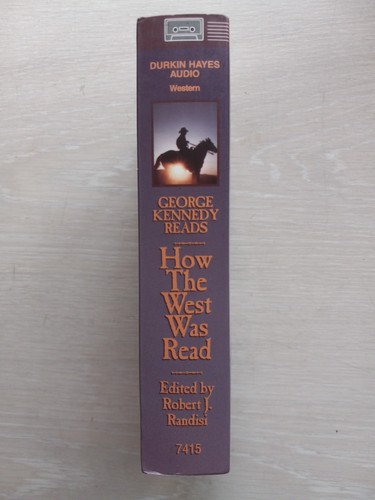 DURKIN HAYES
AUDIO
Western
GEORGE
KENNEDY
READS
How
The
West
Was
Read
Edited by
Robert J.
Randisi
7415